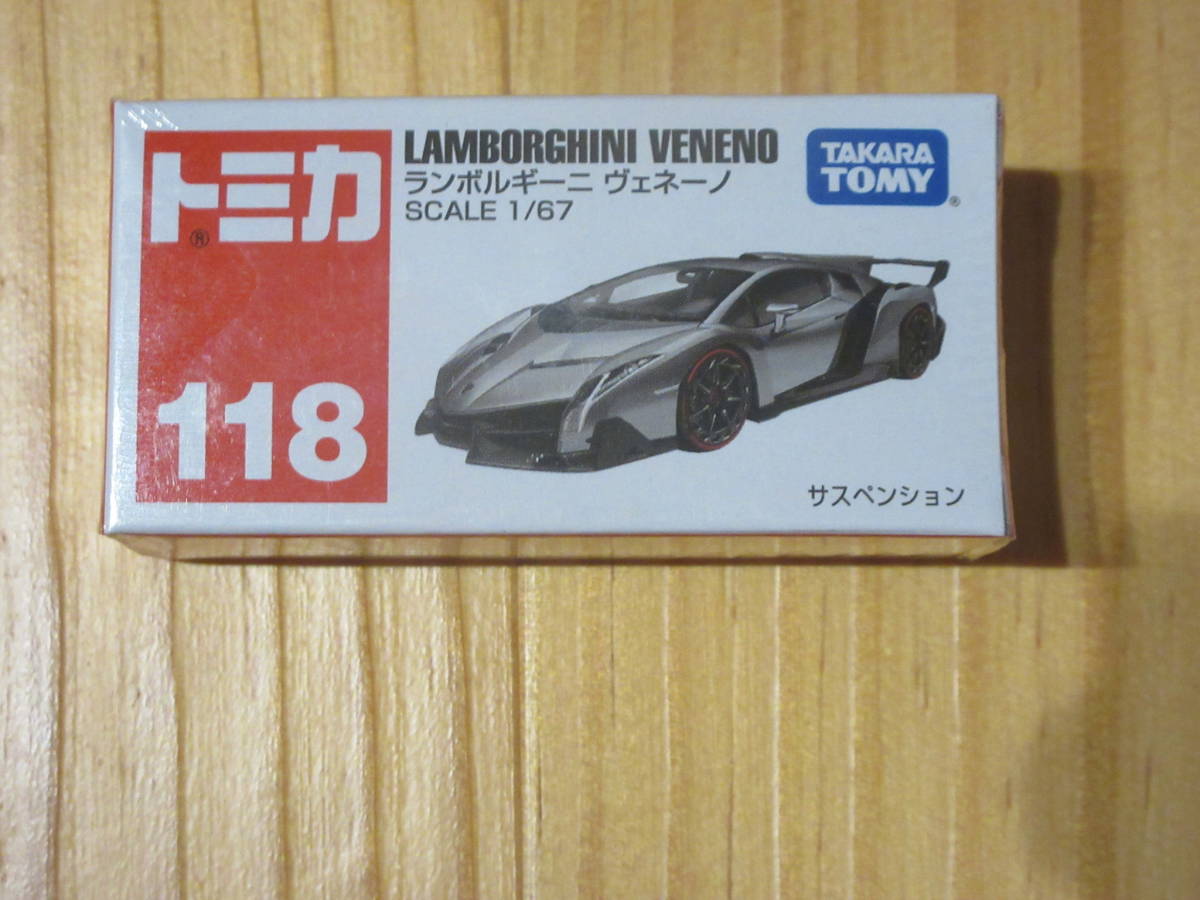 トミカ
®
118
LAMBORGHINI VENENO
ランボルギーニ ヴェネーノ
SCALE 1/67
TAKARA
TOMY
®
サスペンション